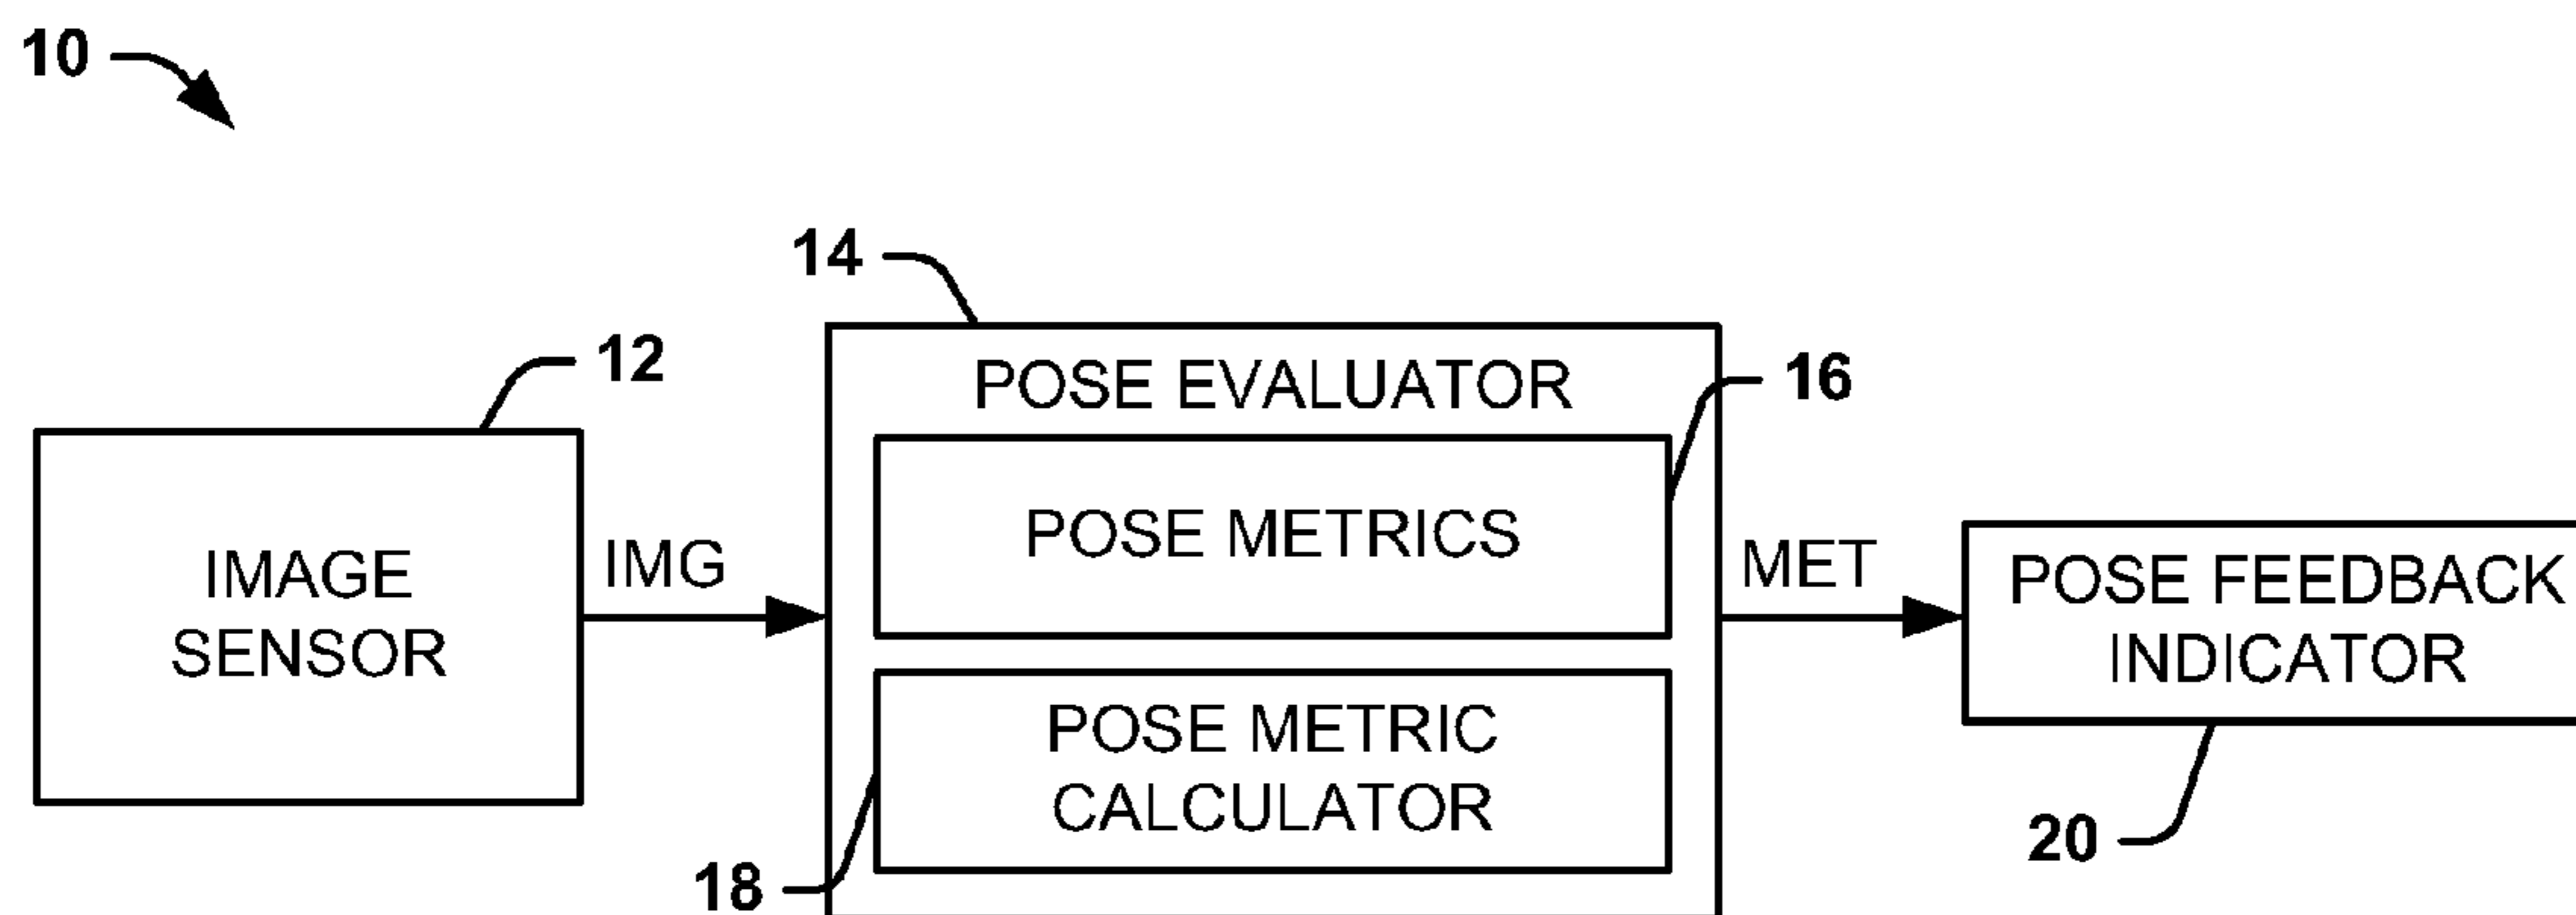 10
14
12
POSE EVALUATOR
16
IMAGE
SENSOR
IMG
POSE METRICS
MET
POSE FEEDBACK
INDICATOR
POSE METRIC
CALCULATOR
18
20